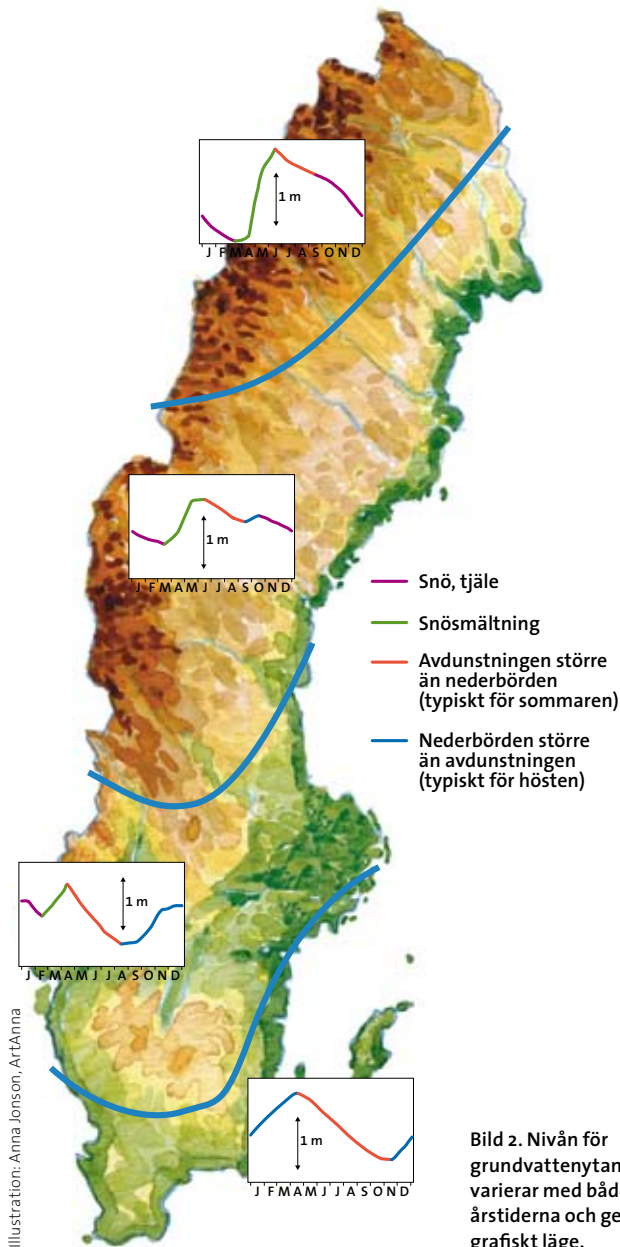 1 m
J F M A M J J A S O N D
1 m
J F M A M J J A S O N D
Snö, tjäle
Snösmältning
Avdunstningen större
än nederbörden
(typiskt för sommaren)
Nederbörden större
än avdunstningen
(typiskt för hösten)
1 m
J F M A M J J A S O N D
1 m
J F M A M J J A S O N D
Illustration: Anna Jonson, ArtAnna
Bild 2. Nivån för
grundvattenytan
varierar med båd
årstiderna och ge
grafiskt läge.